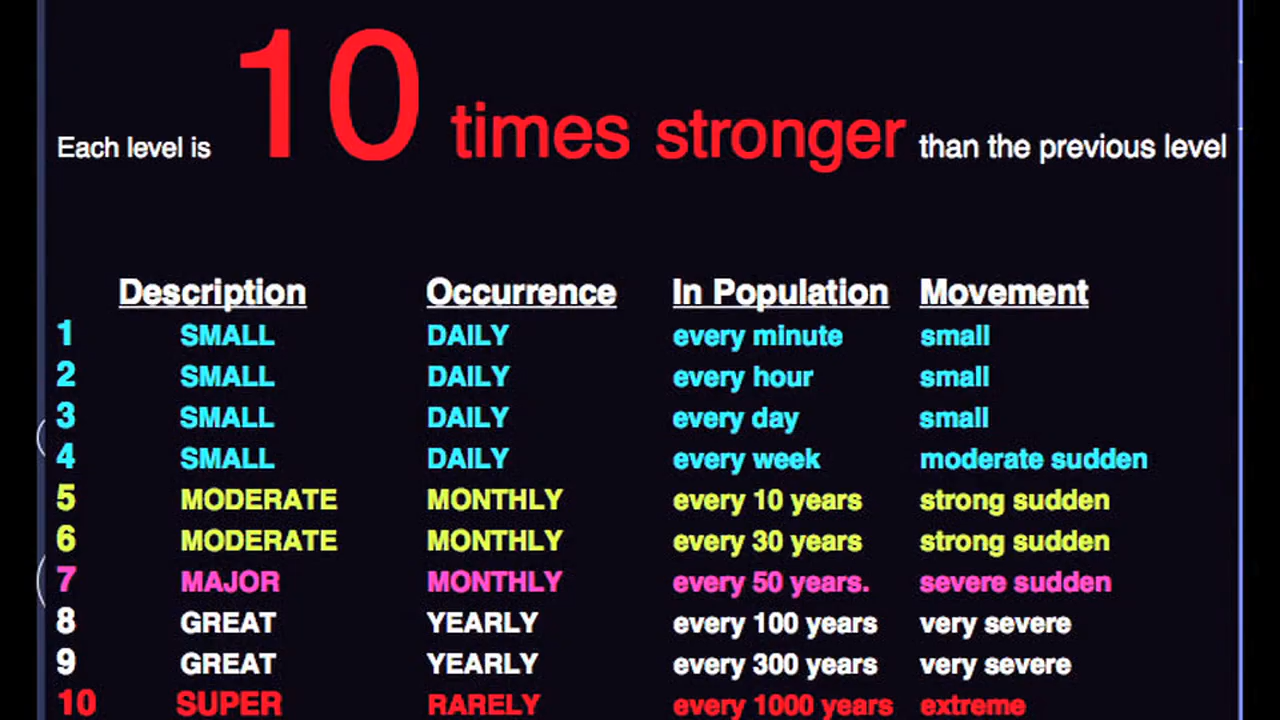 Each level is 10 times stronger than the previous level
Description Occurrence In Population Movement
1 SMALL DAILY every minute small
2 SMALL DAILY every hour small
3 SMALL DAILY every day small
4 SMALL DAILY every week moderate sudden
5 MODERATE MONTHLY every 10 years strong sudden
6 MODERATE MONTHLY every 30 years strong sudden
7 MAJOR MONTHLY every 50 years. severe sudden
8 GREAT YEARLY every 100 years very severe
9 GREAT YEARLY every 300 years very severe
10 SUPER RARELY every 1000 years extreme